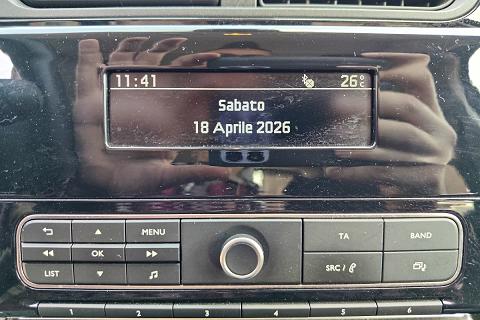 11:41 26°C
Sabato
18 Aprile 2026
MENU TA BAND
OK
LIST SRC/
1 2 3 4 5 6